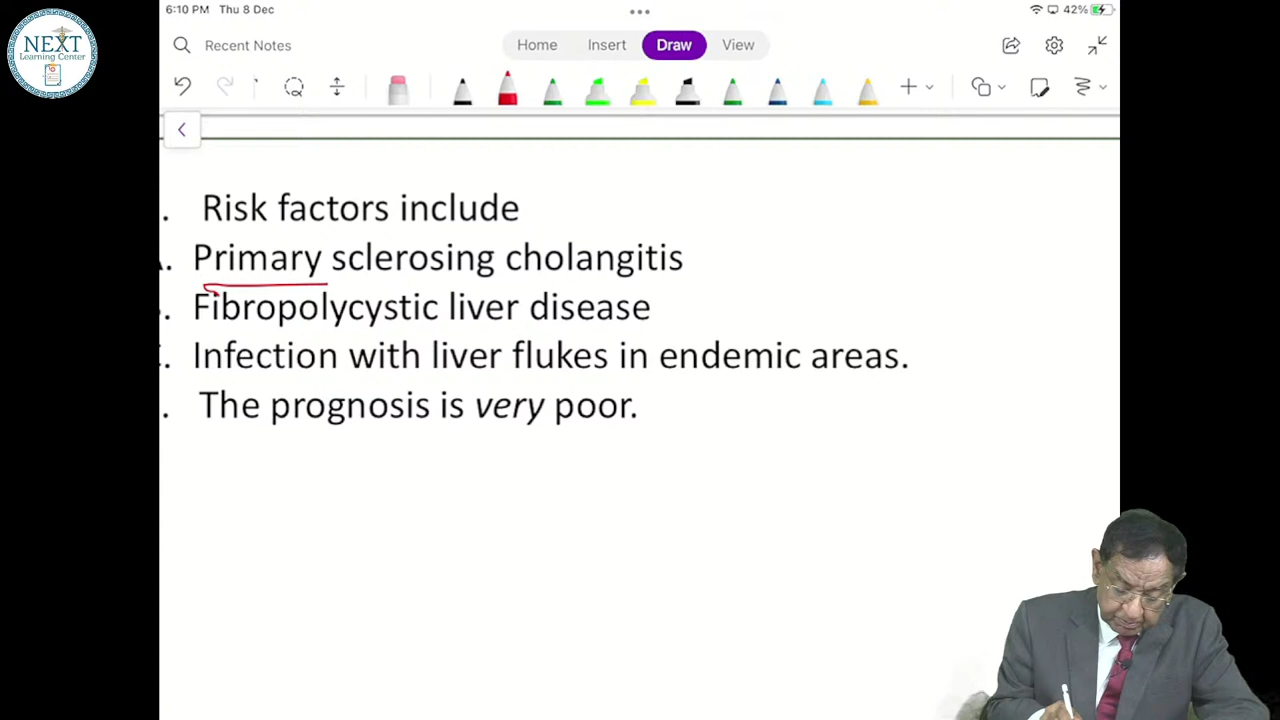 6:10 PM Thu 8 Dec
42%
NEXT
Learning Center
Recent Notes
Home Insert Draw View
. Risk factors include
. Primary sclerosing cholangitis
. Fibropolycystic liver disease
. Infection with liver flukes in endemic areas.
. The prognosis is very poor.